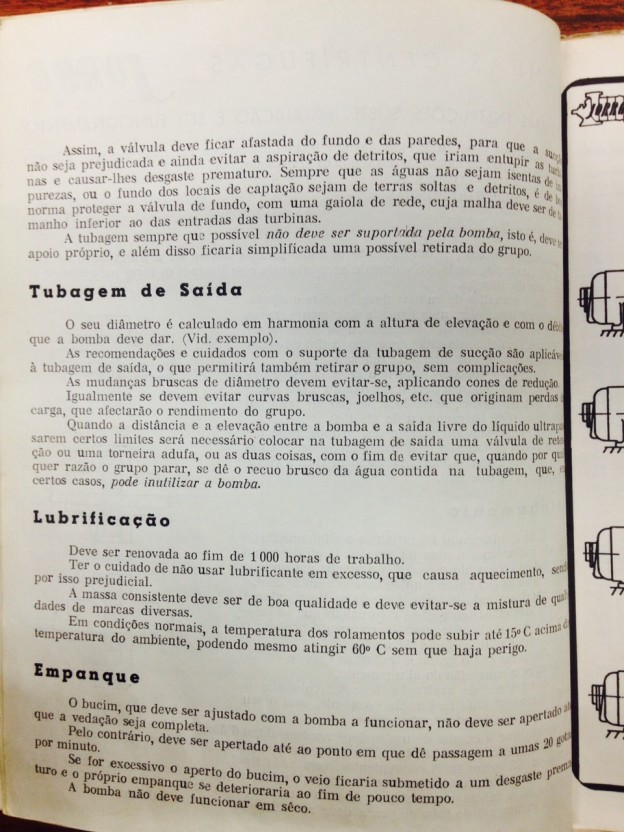 Assim, a válvula deve ficar afastada do fundo e das paredes, para que a
não seja prejudicada e ainda evitar a aspiração de detritos, que iriam entupir as
nas e causar-lhes desgaste prematuro. Sempre que as águas não sejam isentas de
purezas, ou o fundo dos locais de captação sejam de terras soltas e detritos, é de
norma proteger a válvula de fundo, com uma gaiola de rede, cuja malha deve ser de
manho inferior ao das entradas das turbinas.
A tubagem sempre que possível não deve ser suportada pela bomba, isto é, deve
apoio próprio, e além disso ficaria simplificada uma possível retirada do grupo.
Tubagem de Saída
O seu diâmetro é calculado em harmonia com a altura de elevação e com o
que a bomba deve dar. (Vid. exemplo).
As recomendações e cuidados com o suporte da tubagem de sucção são
à tubagem de saída, o que permitirá também retirar o grupo, sem complicações.
As mudanças bruscas de diâmetro devem evitar-se, aplicando cones de redução
Igualmente se devem evitar curvas bruscas, joelhos, etc. que originam perdas
carga, que afectarão o rendimento do grupo.
Quando a distância e a elevação entre a bomba e a saída livre do líquido
sarem certos limites será necessário colocar na tubagem de saída uma válvula de
ção ou uma torneira adufa, ou as duas coisas, com o fim de evitar que, quando por
quer razão o grupo parar, se dê o recuo brusco da água contida na tubagem, que,
certos casos, pode inutilizar a bomba.
Lubrificação
Deve ser renovada ao fim de 1 000 horas de trabalho.
Ter o cuidado de não usar lubrificante em excesso, que causa aquecimento,
por isso prejudicial.
A massa consistente deve ser de boa qualidade e deve evitar-se a mistura de
dades de marcas diversas.
Em condições normais, a temperatura dos rolamentos pode subir até 15º C acima
temperatura do ambiente, podendo mesmo atingir 60º C sem que haja perigo.
Empanque
O bucim, que deve ser ajustado com a bomba a funcionar, não deve ser apertado
que a vedação seja completa.
Pelo contrário, deve ser apertado até ao ponto em que dê passagem a umas 20
por minuto.
Se for excessivo o aperto do bucim, o veio ficaria submetido a um desgaste
turo e o próprio empanque se deterioraria ao fim de pouco tempo.
A bomba não deve funcionar em sêco.